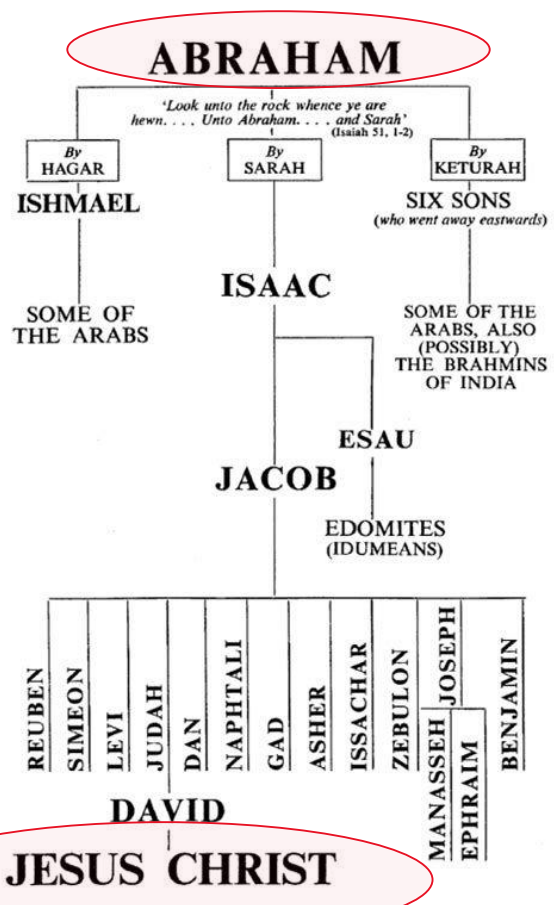 ABRAHAM
'Look unto the rock whence ye are
hewn. . . . Unto Abraham. . . . and Sarah'
(Isaiah 51, 1-2)
By
HAGAR
By
SARAH
By
KETURAH
ISHMAEL
SIX SONS
(who went away eastwards)
ISAAC
SOME OF
THE ARABS
SOME OF THE
ARABS, ALSO
(POSSIBLY)
THE BRAHMINS
OF INDIA
ESAU
JACOB
EDOMITES
(IDUMEANS)
REUBEN
SIMEON
LEVI
JUDAH
DAN
NAPHTALI
GAD
ASHER
ISSACHAR
ZEBULON
JOSEPH
BENJAMIN
MANASSEH
EPHRAIM
DAVID
JESUS CHRIST